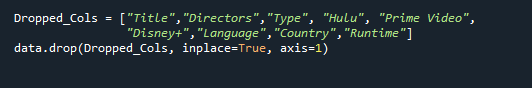 Dropped_Cols = ["Title","Directors","Type", "Hulu", "Prime Video",
"Disney+","Language","Country","Runtime"]
data.drop(Dropped_Cols, inplace=True, axis=1)